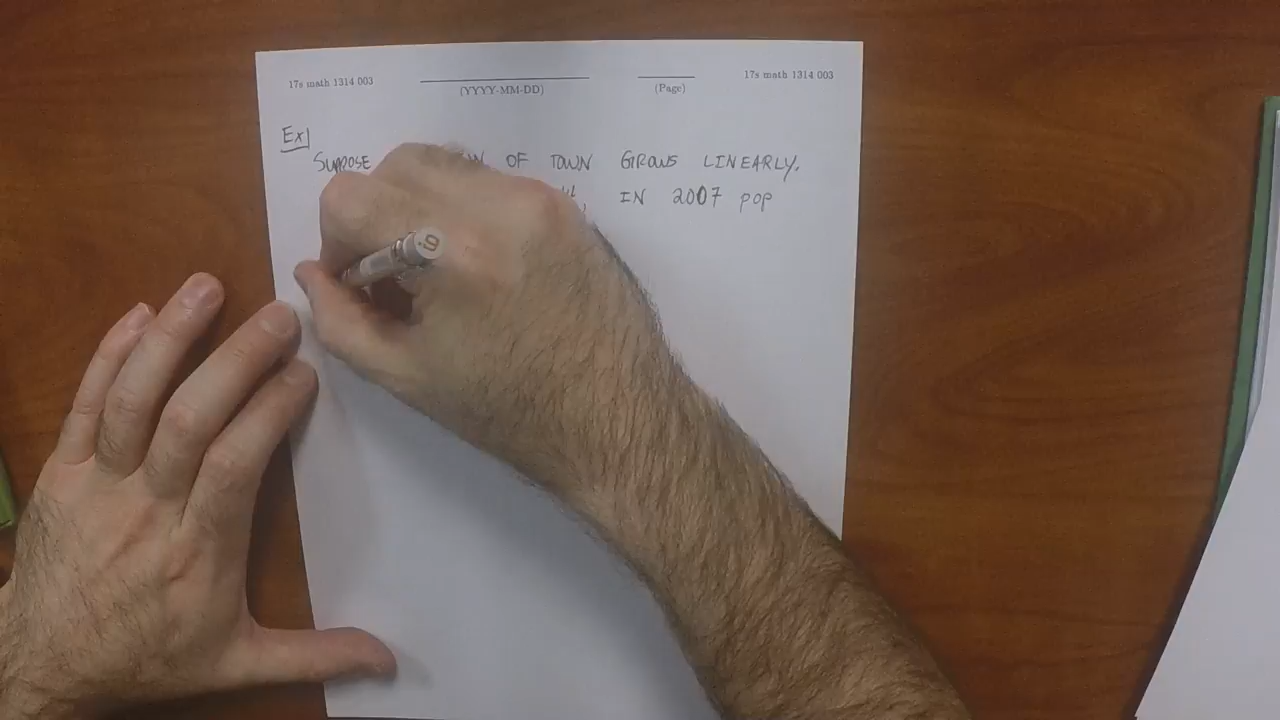 17s math 1314 003 (YYYY-MM-DD) (Page) 17s math 1314 003
Ex
SUPPOSE OF TOWN GROWS LINEARLY.
IN 2007 POP